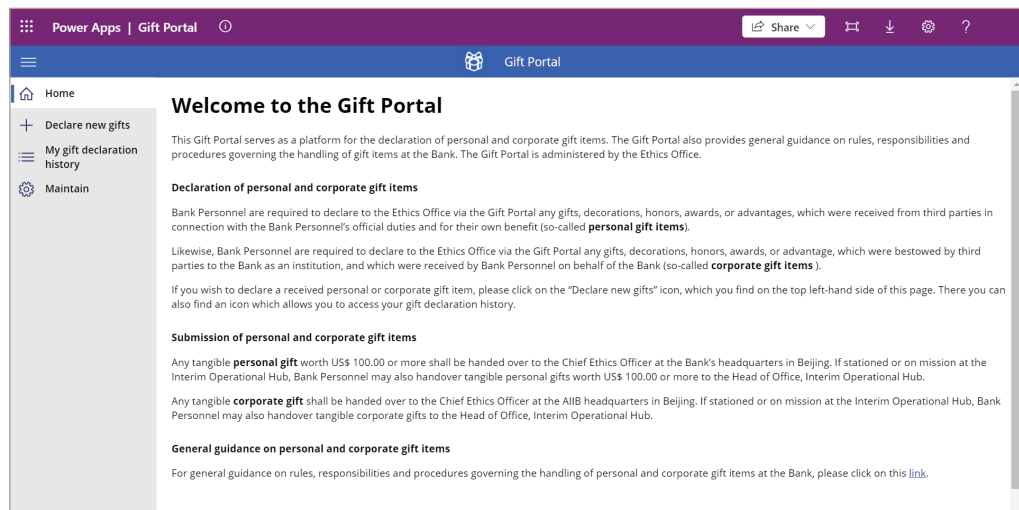 Power Apps | Gift Portal
Share
?
Gift Portal
Home
Declare new gifts
My gift declaration
history
Maintain
Welcome to the Gift Portal
This Gift Portal serves as a platform for the declaration of personal and corporate gift items. The Gift Portal also provides general guidance on rules, responsibilities and
procedures governing the handling of gift items at the Bank. The Gift Portal is administered by the Ethics Office.
Declaration of personal and corporate gift items
Bank Personnel are required to declare to the Ethics Office via the Gift Portal any gifts, decorations, honors, awards, or advantages, which were received from third parties in
connection with the Bank Personnel's official duties and for their own benefit (so-called personal gift items).
Likewise, Bank Personnel are required to declare to the Ethics Office via the Gift Portal any gifts, decorations, honors, awards, or advantage, which were bestowed by third
parties to the Bank as an institution, and which were received by Bank Personnel on behalf of the Bank (so-called corporate gift items ).
If you wish to declare a received personal or corporate gift item, please click on the "Declare new gifts" icon, which you find on the top left-hand side of this page. There you can
also find an icon which allows you to access your gift declaration history.
Submission of personal and corporate gift items
Any tangible personal gift worth US$ 100.00 or more shall be handed over to the Chief Ethics Officer at the Bank's headquarters in Beijing. If stationed or on mission at the
Interim Operational Hub, Bank Personnel may also handover tangible personal gifts worth US$ 100.00 or more to the Head of Office, Interim Operational Hub.
Any tangible corporate gift shall be handed over to the Chief Ethics Officer at the AIIB headquarters in Beijing. If stationed or on mission at the Interim Operational Hub, Bank
Personnel may also handover tangible corporate gifts to the Head of Office, Interim Operational Hub.
General guidance on personal and corporate gift items
For general guidance on rules, responsibilities and procedures governing the handling of personal and corporate gift items at the Bank, please click on this link.